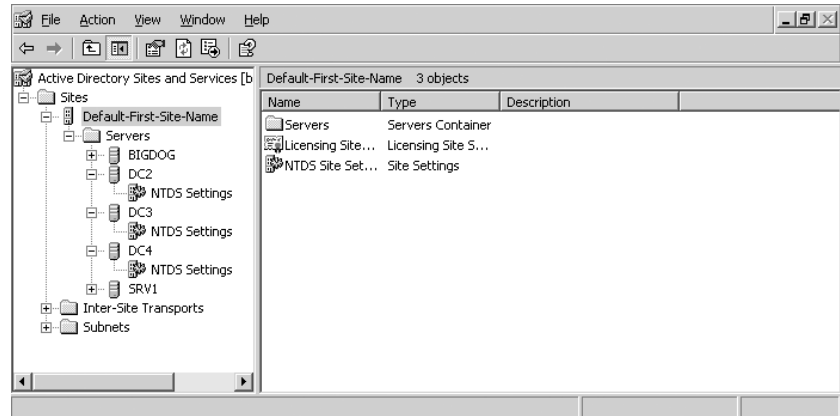 File Action View Window Help
Active Directory Sites and Services [b
Sites
Default-First-Site-Name
Servers
BIGDOG
DC2
NTDS Settings
DC3
NTDS Settings
DC4
NTDS Settings
SRV1
Inter-Site Transports
Subnets
Default-First-Site-Name 3 objects
Name Type Description
Servers Servers Container
Licensing Site... Licensing Site S...
NTDS Site Set... Site Settings